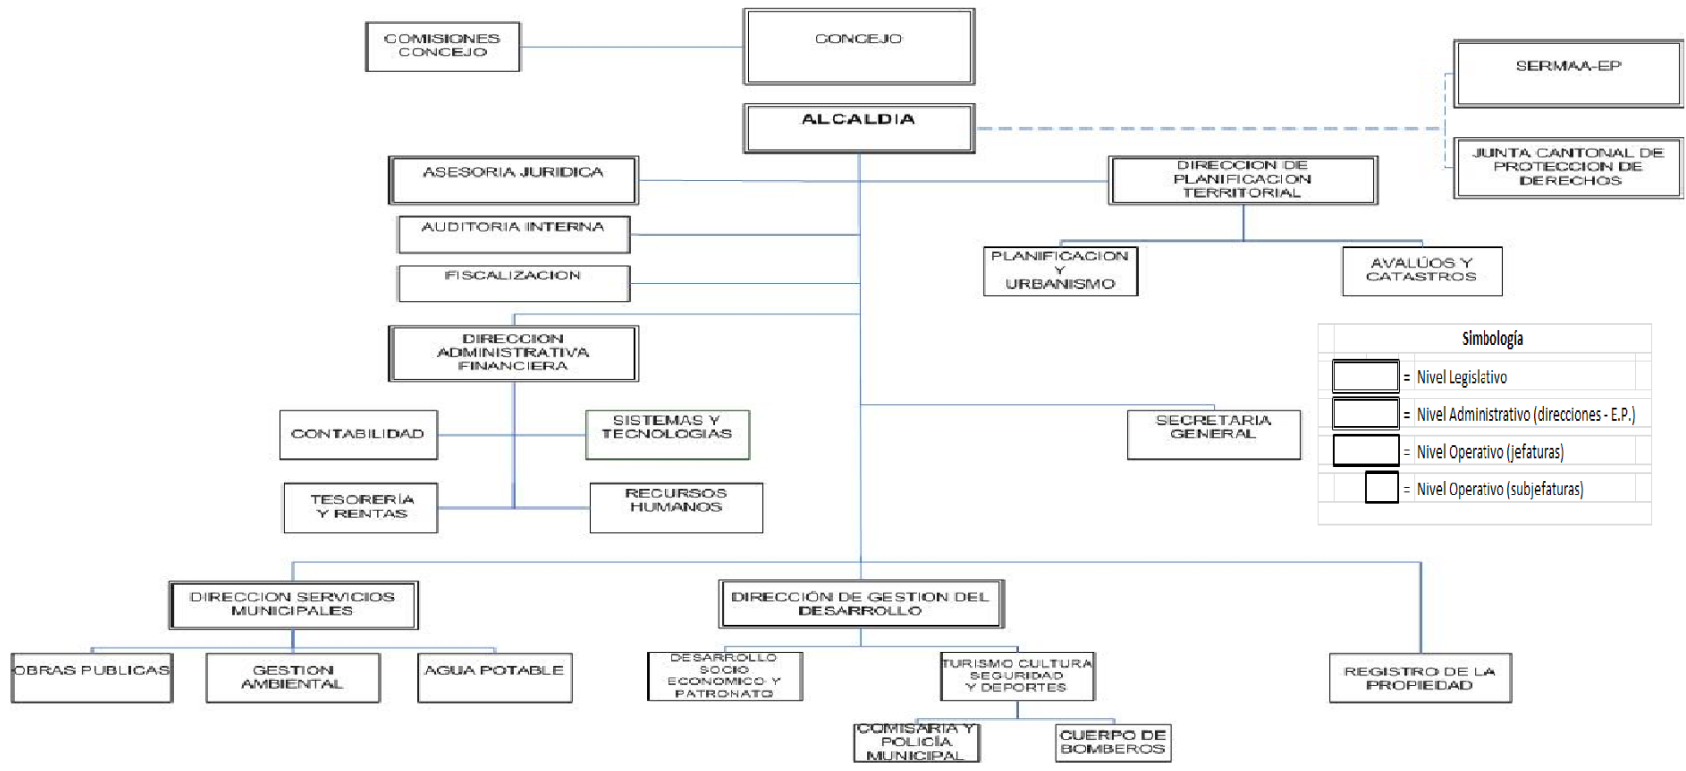 COMISIONES
CONCEJO
CONCEJO
SERMAA-EP
ALCALDIA
JUNTA CANTONAL DE
PROTECCION DE
DERECHOS
ASESORIA JURIDICA
DIRECCION DE
PLANIFICACION
TERRITORIAL
AUDITORIA INTERNA
PLANIFICACION
Y
URBANISMO
AVALÚOS Y
CATASTROS
FISCALIZACION
DIRECCION
ADMINISTRATIVA
FINANCIERA
Simbología
= Nivel Legislativo
= Nivel Administrativo (direcciones - E.P.)
= Nivel Operativo (jefaturas)
= Nivel Operativo (subjefaturas)
CONTABILIDAD
SISTEMAS Y
TECNOLOGIAS
SECRETARIA
GENERAL
TESORERÍA
Y RENTAS
RECURSOS
HUMANOS
DIRECCION SERVICIOS
MUNICIPALES
DIRECCIÓN DE GESTION DEL
DESARROLLO
OBRAS PUBLICAS
GESTION
AMBIENTAL
AGUA POTABLE
DESARROLLO
SOCIO
ECONOMICO Y
PATRONATO
TURISMO CULTURA
SEGURIDAD
Y DEPORTES
REGISTRO DE LA
PROPIEDAD
COMISARIA Y
POLICÍA
MUNICIPAL
CUERPO DE
BOMBEROS